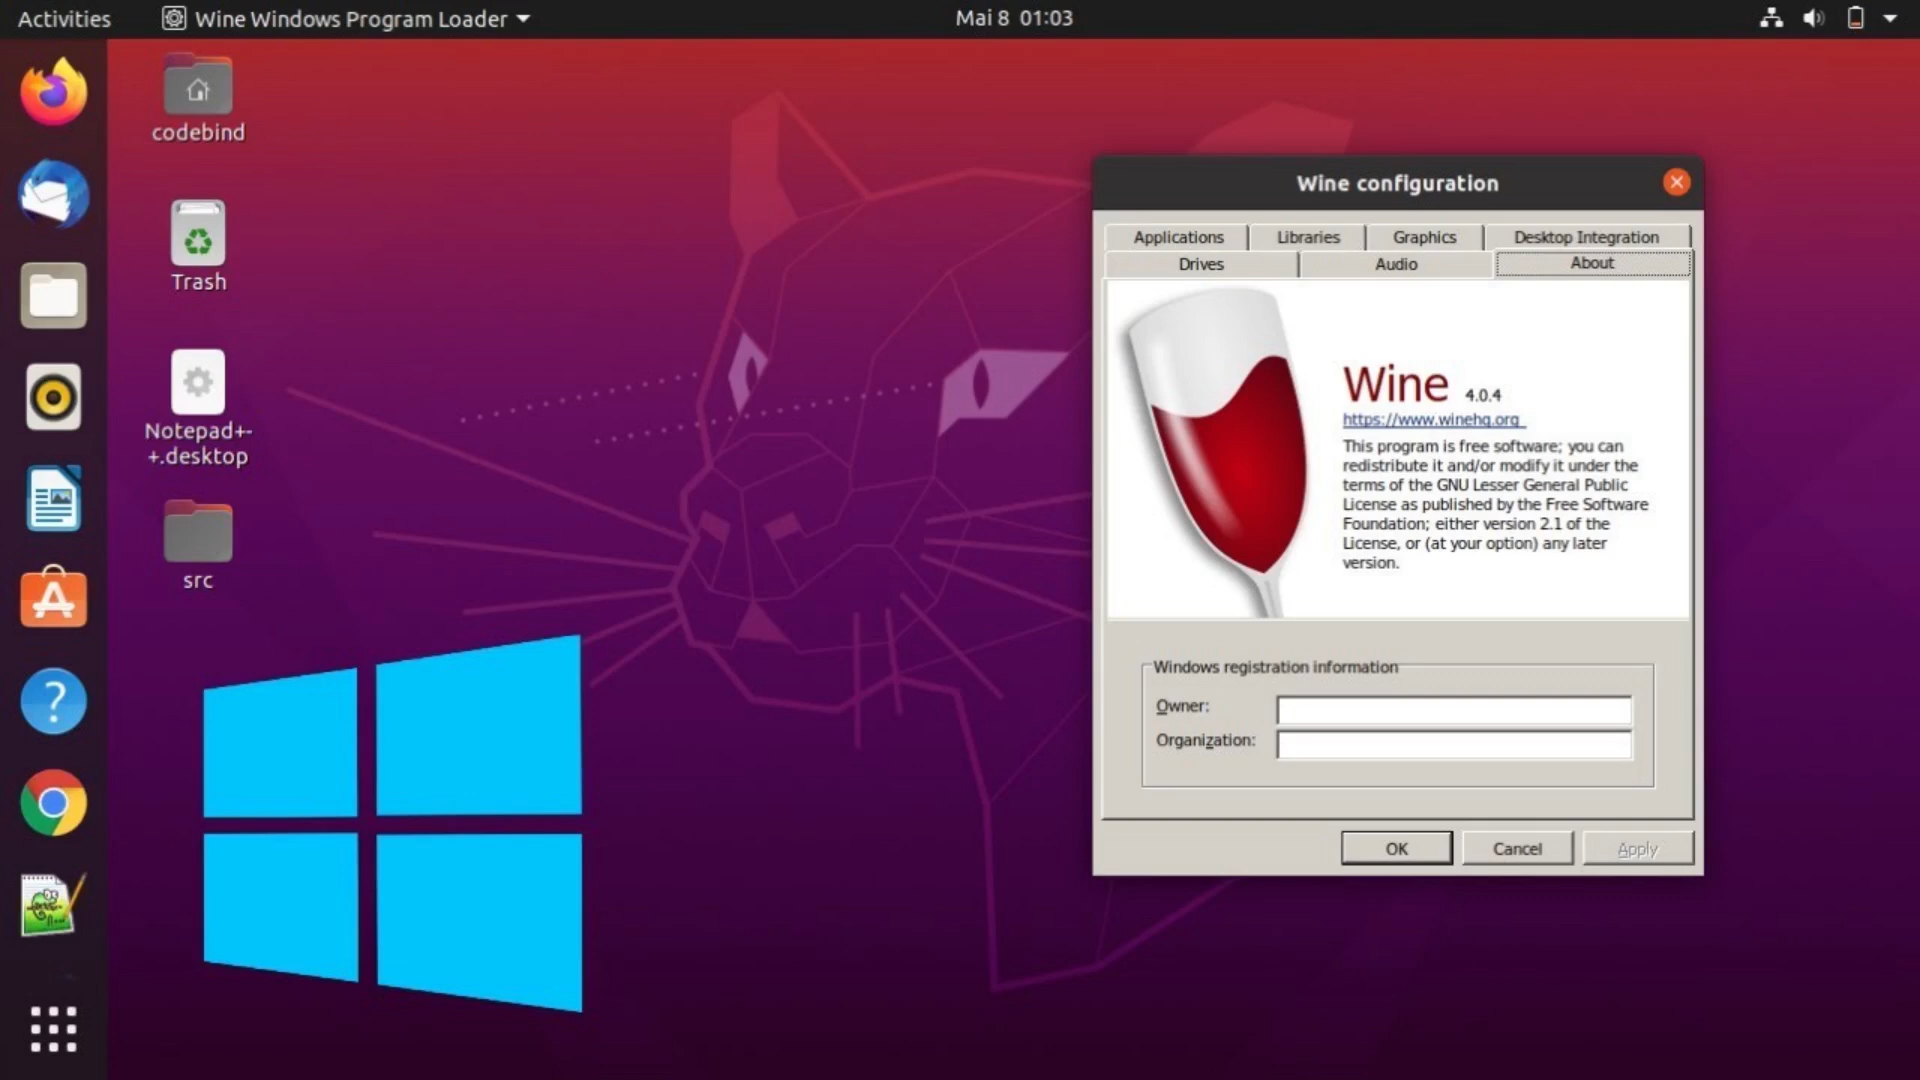 Activities
Wine Windows Program Loader
Mai 8 01:03
codebind
Trash
Notepad+-
+.desktop
src
Wine configuration
Applications
Libraries
Graphics
Desktop Integration
Drives
Audio
About
Wine 4.0.4
https://www.winehq.org
This program is free software; you can
redistribute it and/or modify it under the
terms of the GNU Lesser General Public
License as published by the Free Software
Foundation; either version 2.1 of the
License, or (at your option) any later
version.
Windows registration information
Owner:
Organization:
OK
Cancel
Apply